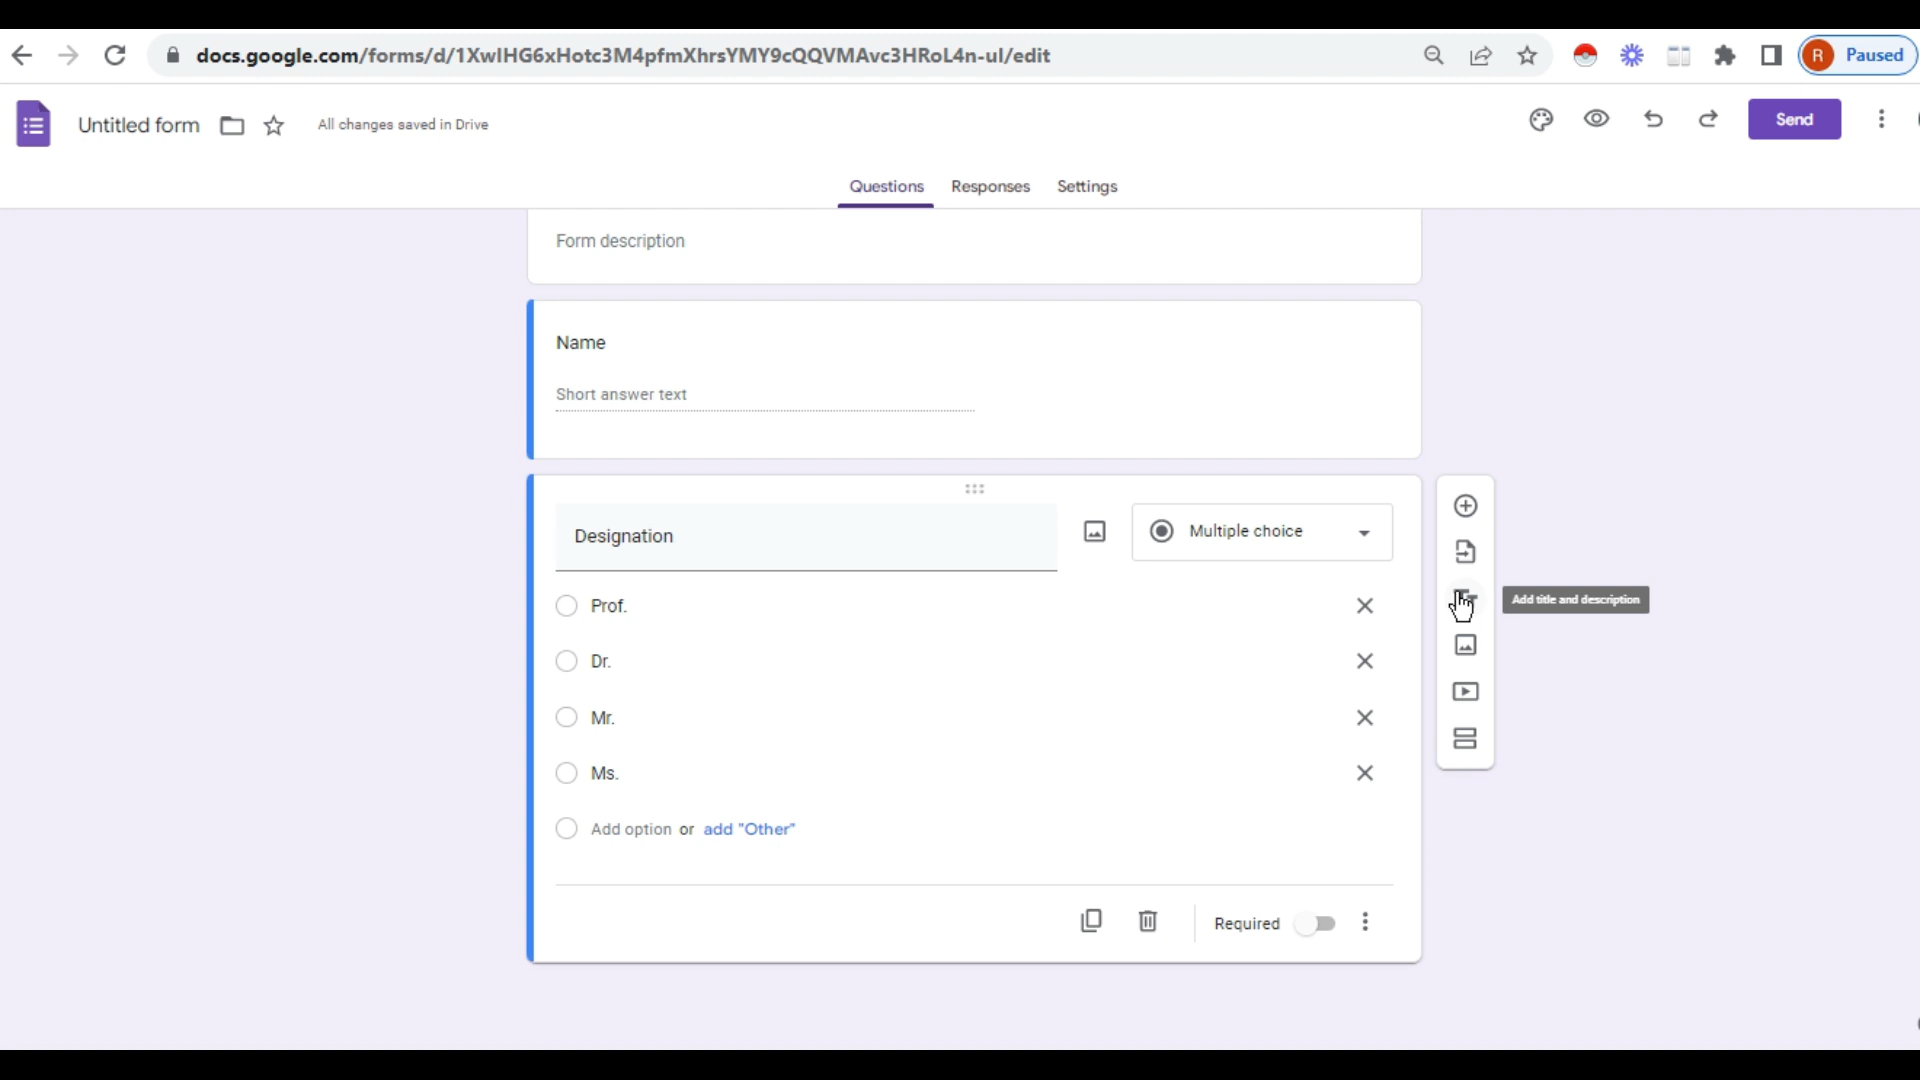 docs.google.com/forms/d/1XwlHG6xHotc3M4pfmXhrsYMY9cQQVMAvc3HRoL4n-ul/edit
R Paused
Untitled form All changes saved in Drive
Send
Questions Responses Settings
Form description
Name
Short answer text
Designation
Multiple choice
Prof.
Add title and description
Dr.
Mr.
Ms.
Add option or add "Other"
Required